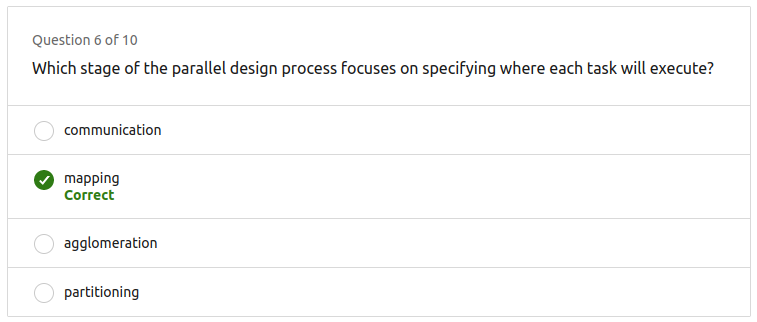 Question 6 of 10
Which stage of the parallel design process focuses on specifying where each task will execute?
communication
mapping
Correct
agglomeration
partitioning